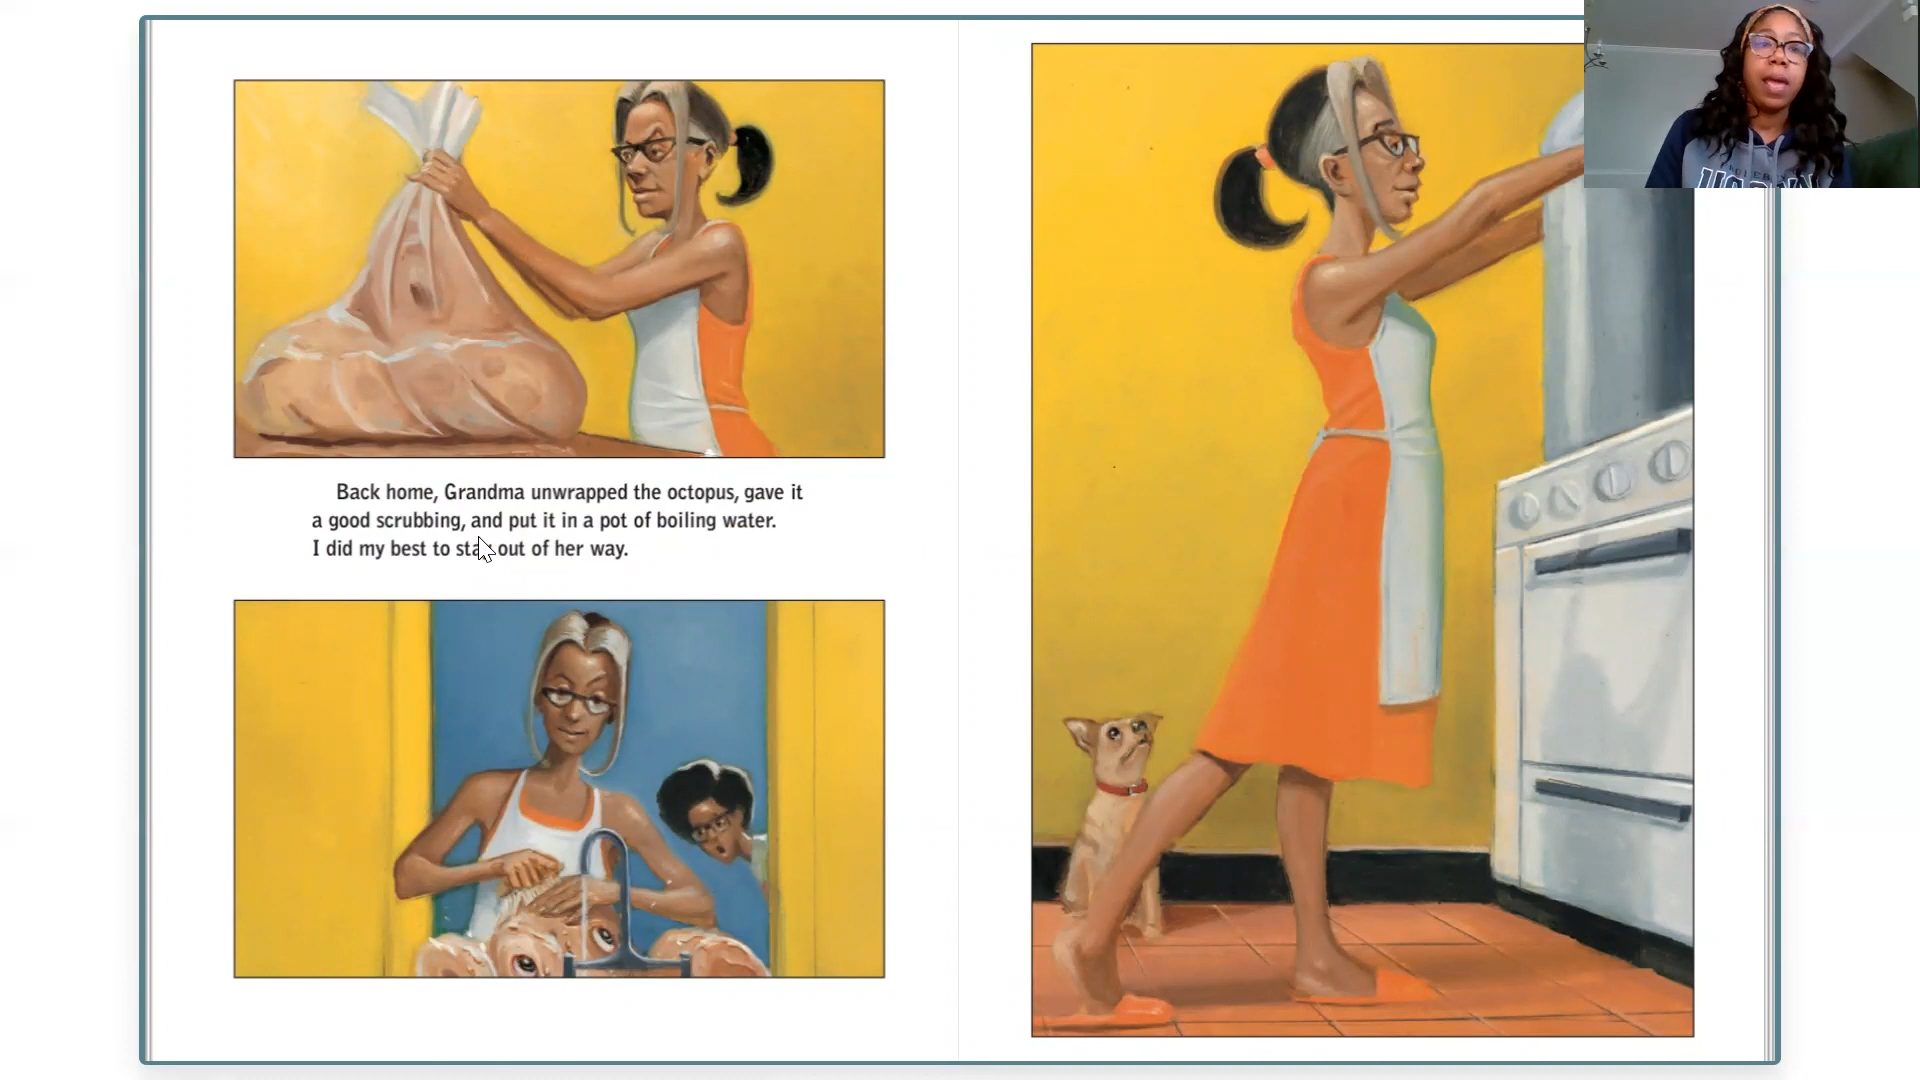 Back home, Grandma unwrapped the octopus, gave it
a good scrubbing, and put it in a pot of boiling water.
I did my best to stay out of her way.
UCONN